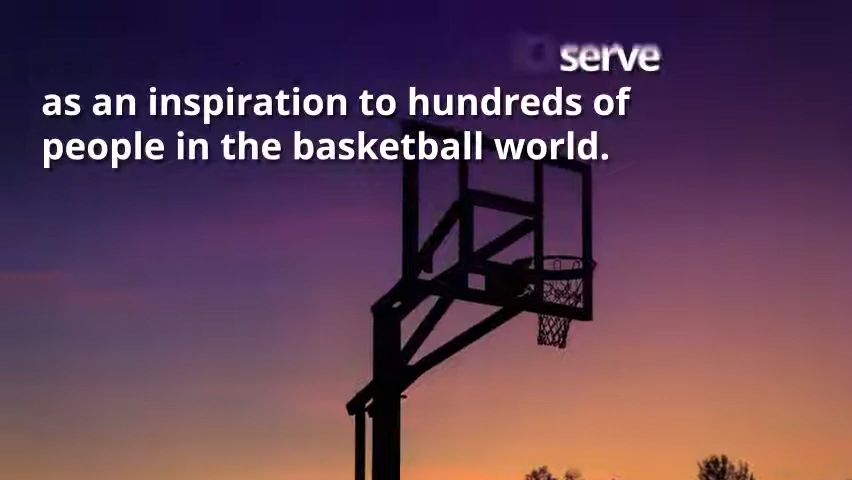 serve
as an inspiration to hundreds of
people in the basketball world.